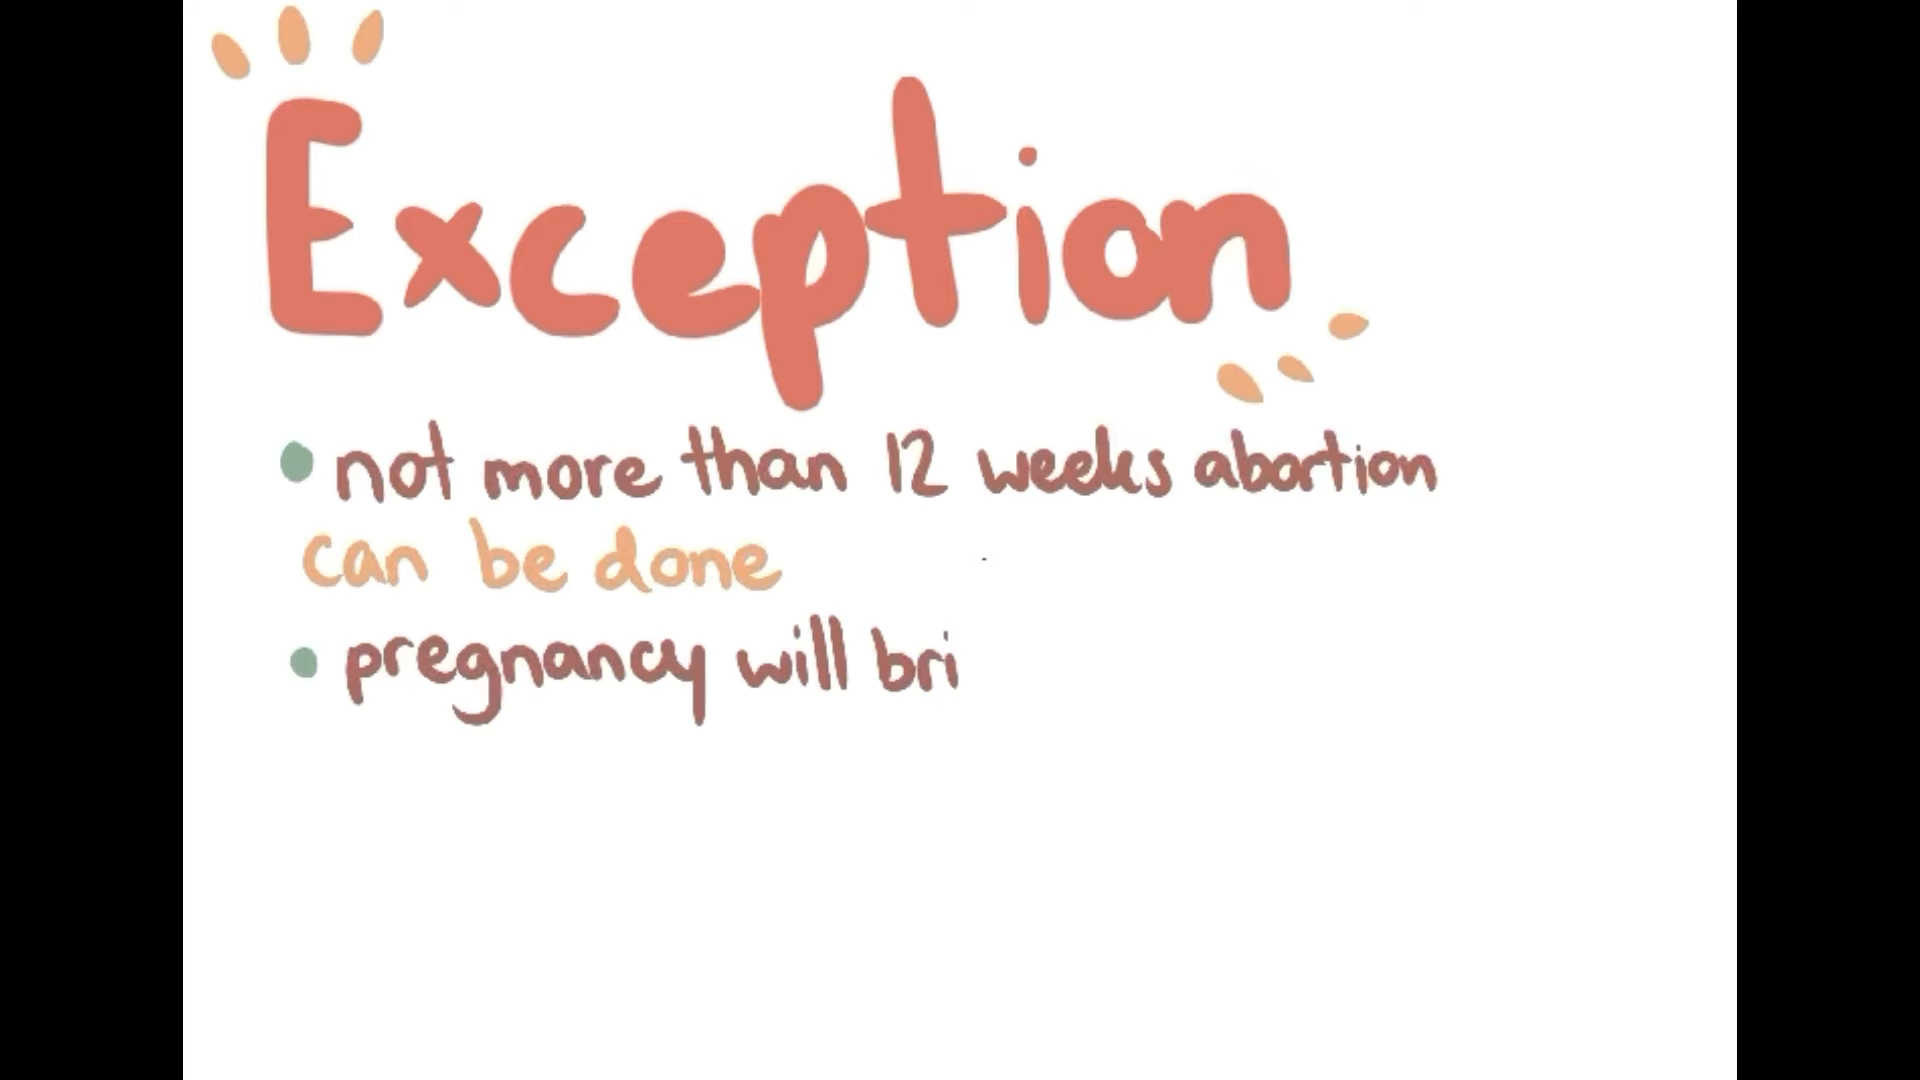 Exception
• not more than 12 weeks abortion
can be done
• pregnancy will bri